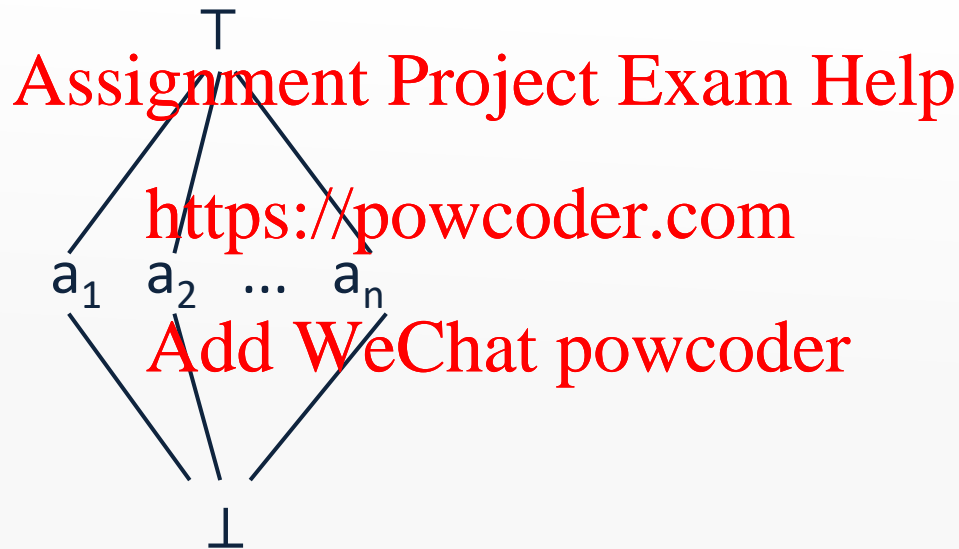 ⊤
Assignment Project Exam Help
https://powcoder.com
a₁ a₂ ... aₙ
Add WeChat powcoder
⊥